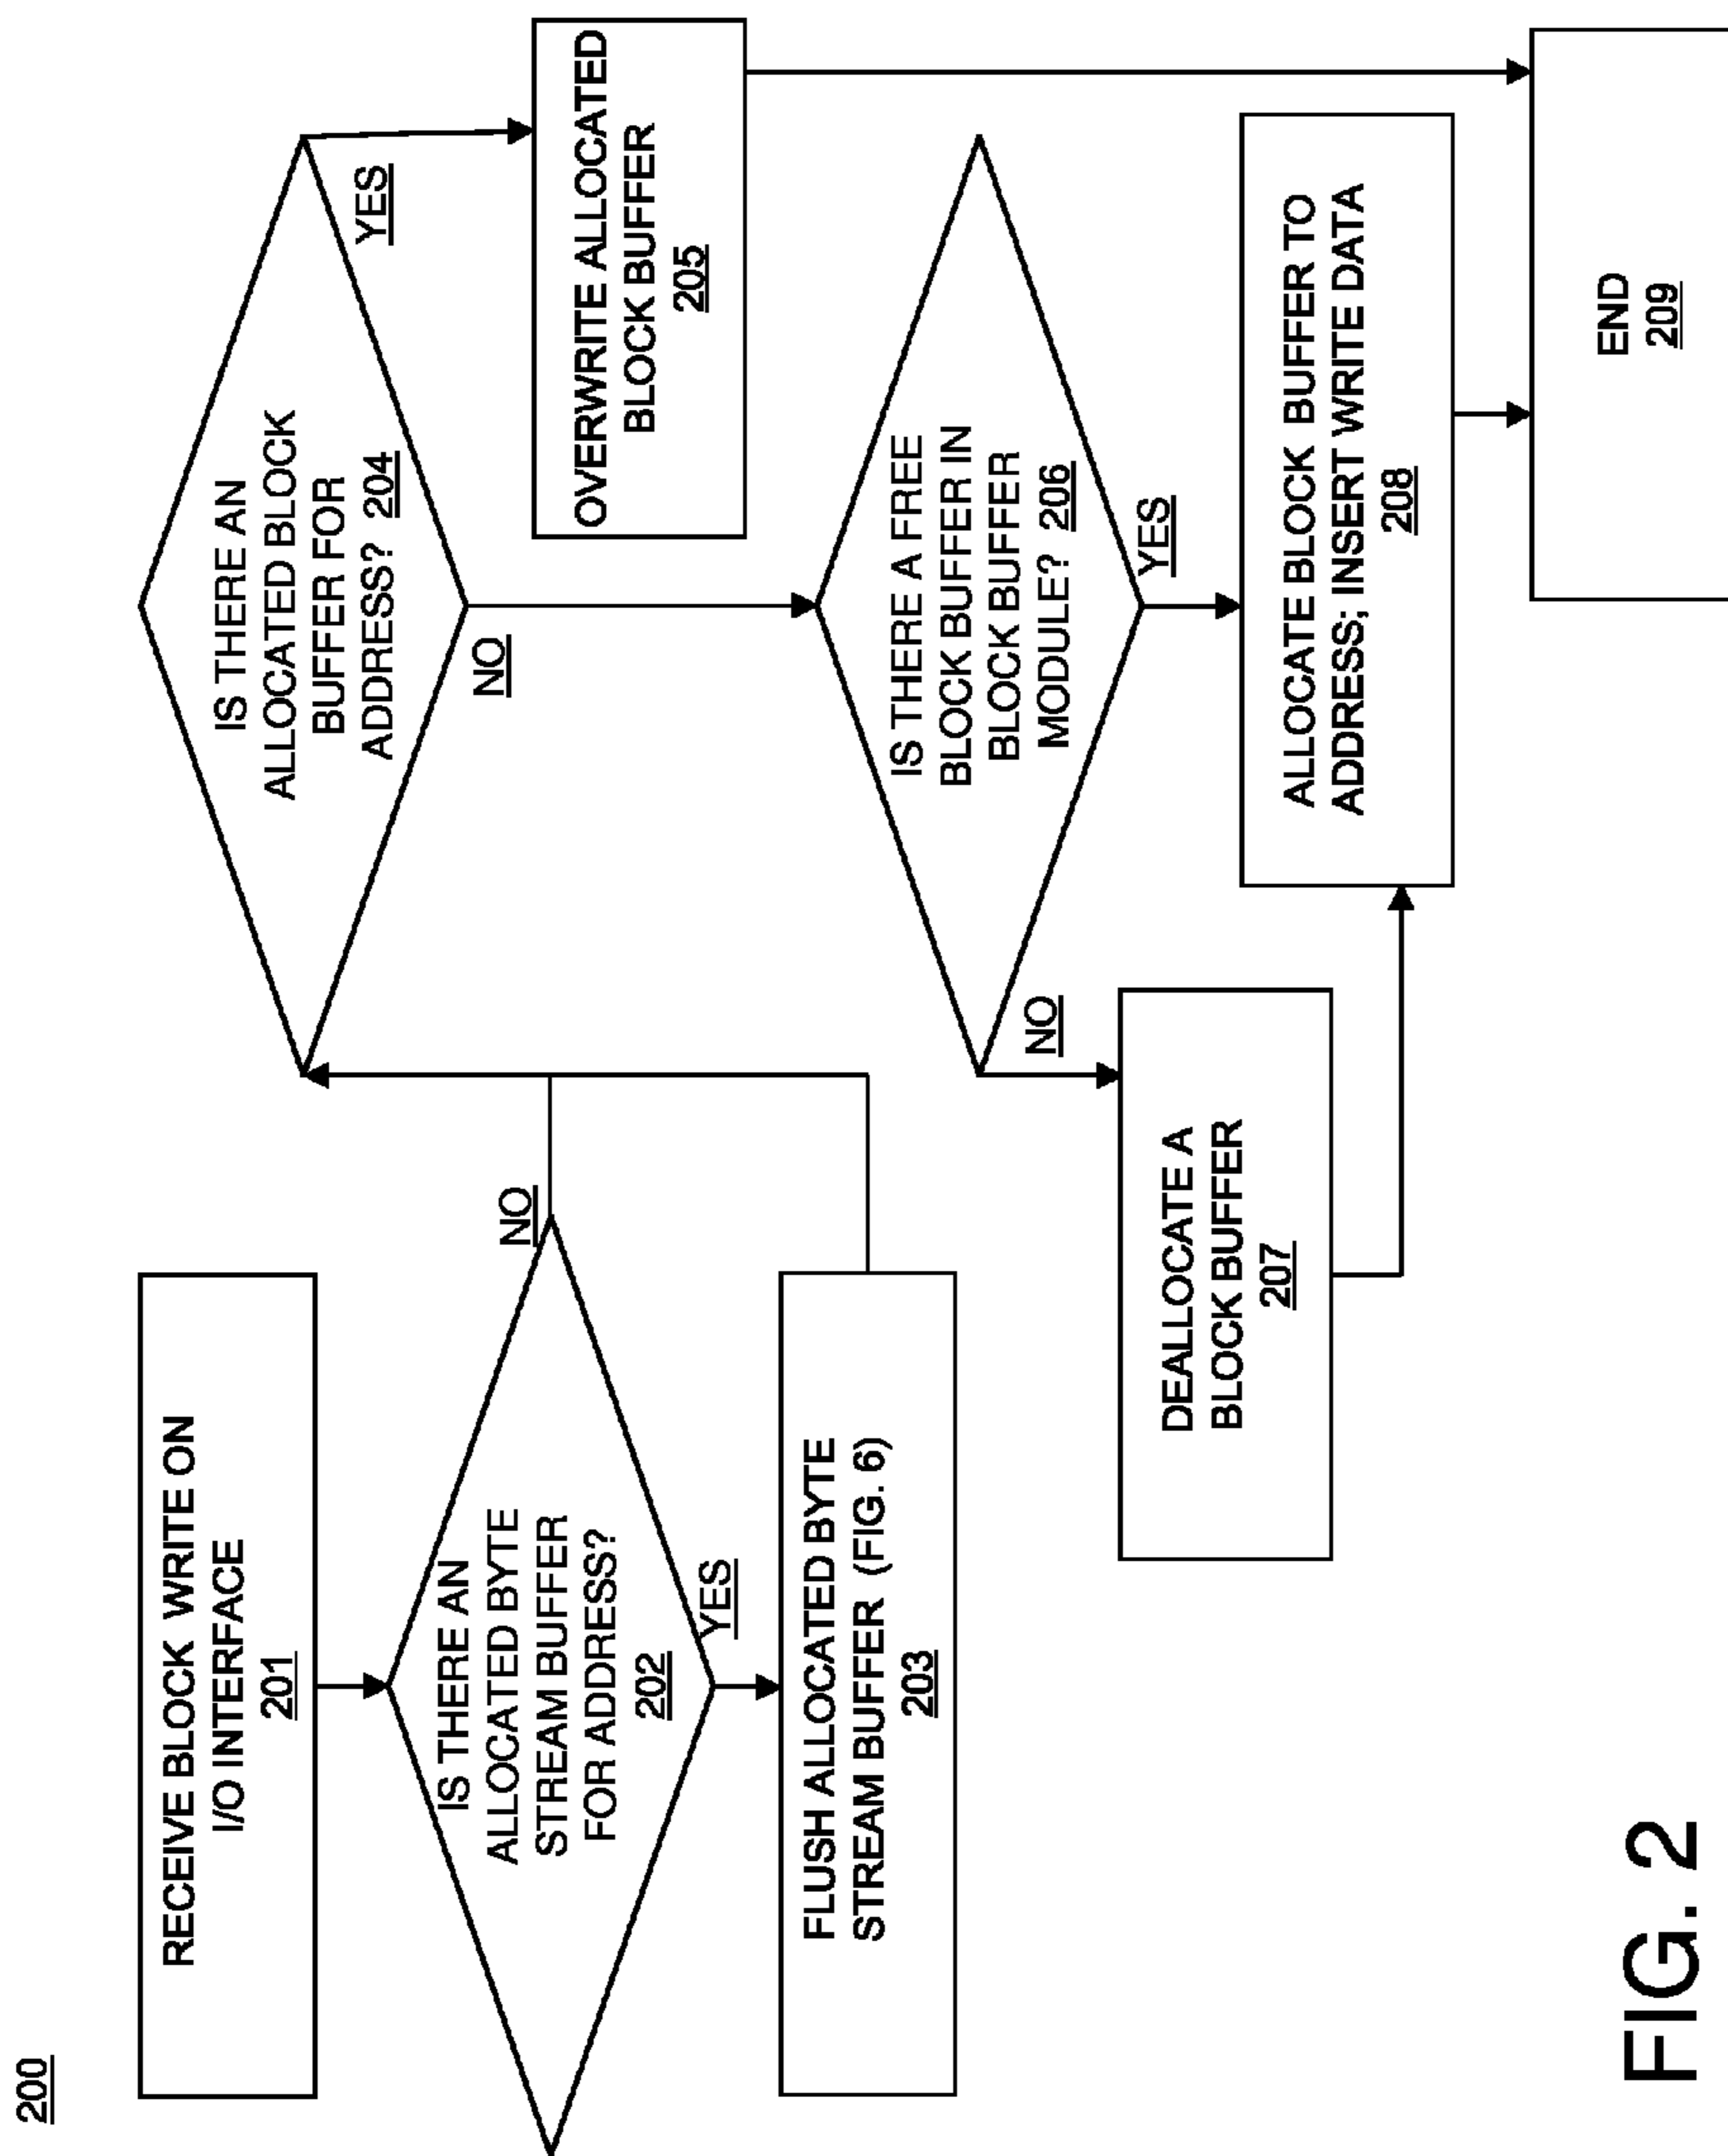 200
RECEIVE BLOCK WRITE ON
I/O INTERFACE
201
IS THERE AN
ALLOCATED BYTE
STREAM BUFFER
FOR ADDRESS?
202
NO
YES
FLUSH ALLOCATED BYTE
STREAM BUFFER (FIG. 6)
203
IS THERE AN
ALLOCATED BLOCK
BUFFER FOR
ADDRESS? 204
YES
NO
OVERWRITE ALLOCATED
BLOCK BUFFER
205
IS THERE A FREE
BLOCK BUFFER IN
BLOCK BUFFER
MODULE? 206
NO
YES
DEALLOCATE A
BLOCK BUFFER
207
ALLOCATE BLOCK BUFFER TO
ADDRESS; INSERT WRITE DATA
208
END
209
FIG. 2